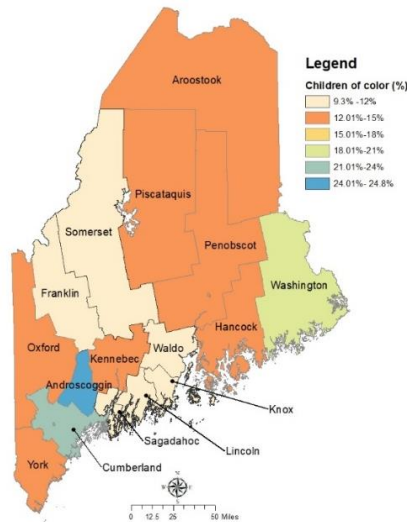 Aroostook
Legend
Children of color (%)
9.3% -12%
12.01%-15%
15.01%-18%
18.01%-21%
21.01%-24%
24.01%- 24.8%
Piscataquis
Somerset
Penobscot
Washington
Franklin
Hancock
Waldo
Oxford
Kennebec
Androscoggin
Knox
Sagadahoc
Lincoln
York
Cumberland
N
0 12.5 25 50 Miles